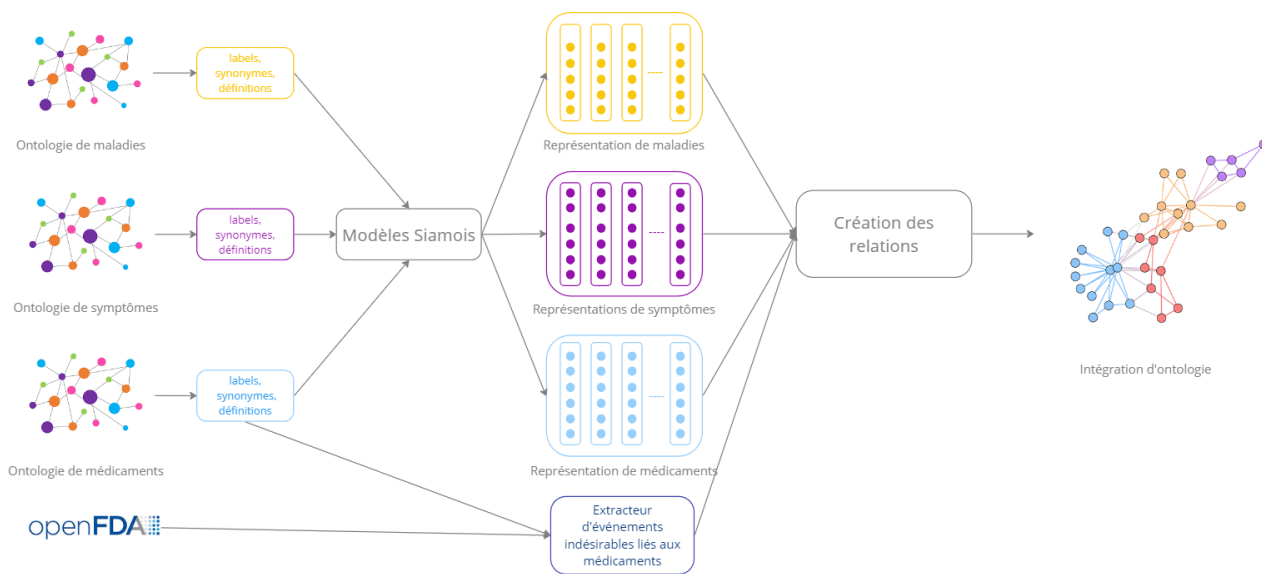 labels,
synonymes,
définitions
Ontologie de maladies
Représentation de maladies
labels,
synonymes,
définitions
Modèles Siamois
Création des
relations
Ontologie de symptômes
Représentations de symptômes
Intégration d'ontologie
labels,
synonymes,
définitions
Ontologie de médicaments
Représentation de médicaments
openFDA
Extracteur
d'événements
indésirables liés aux
médicaments